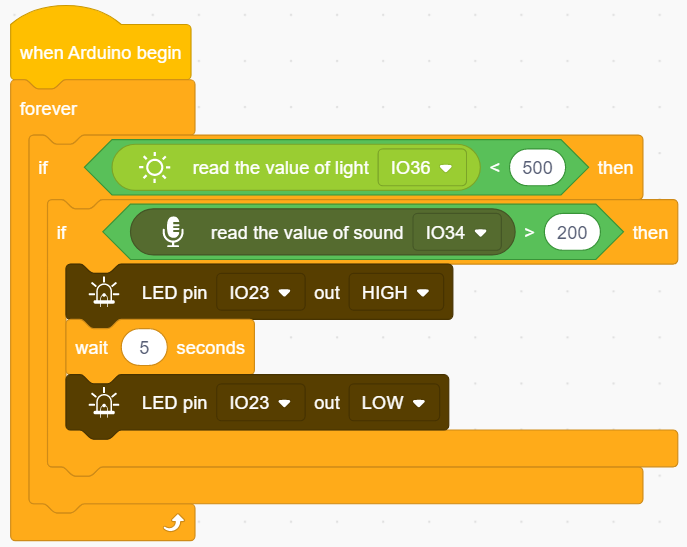 when Arduino begin
forever
if read the value of light IO36 < 500 then
if read the value of sound IO34 > 200 then
LED pin IO23 out HIGH
wait 5 seconds
LED pin IO23 out LOW